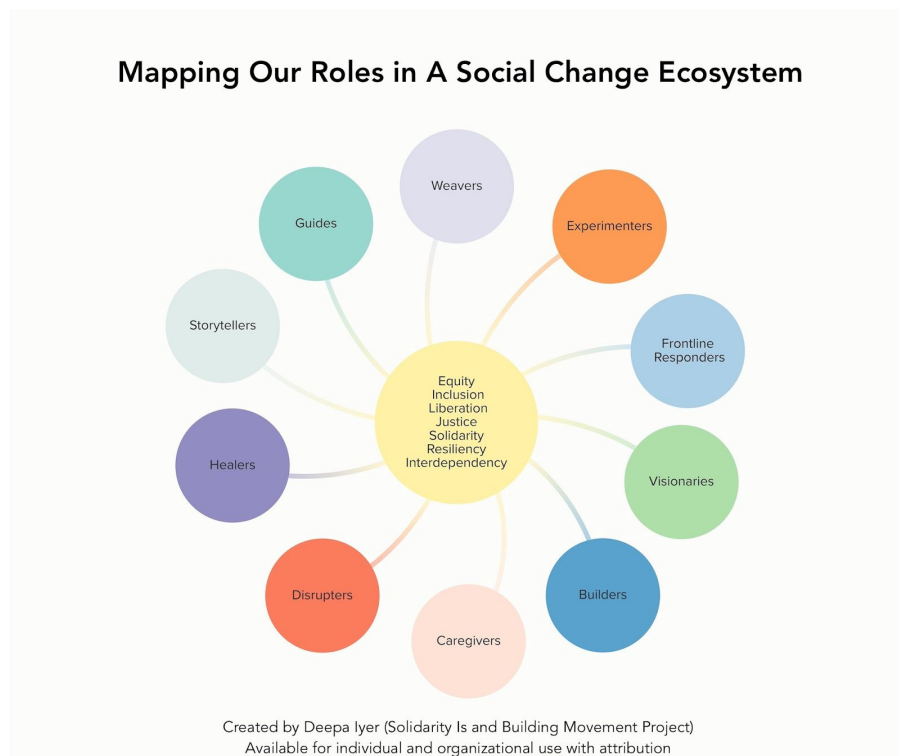 Mapping Our Roles in A Social Change Ecosystem
Weavers
Guides
Experimenters
Storytellers
Frontline
Responders
Equity
Inclusion
Liberation
Justice
Solidarity
Resiliency
Interdependency
Healers
Visionaries
Disrupters
Builders
Caregivers
Created by Deepa Iyer (Solidarity Is and Building Movement Project)
Available for individual and organizational use with attribution